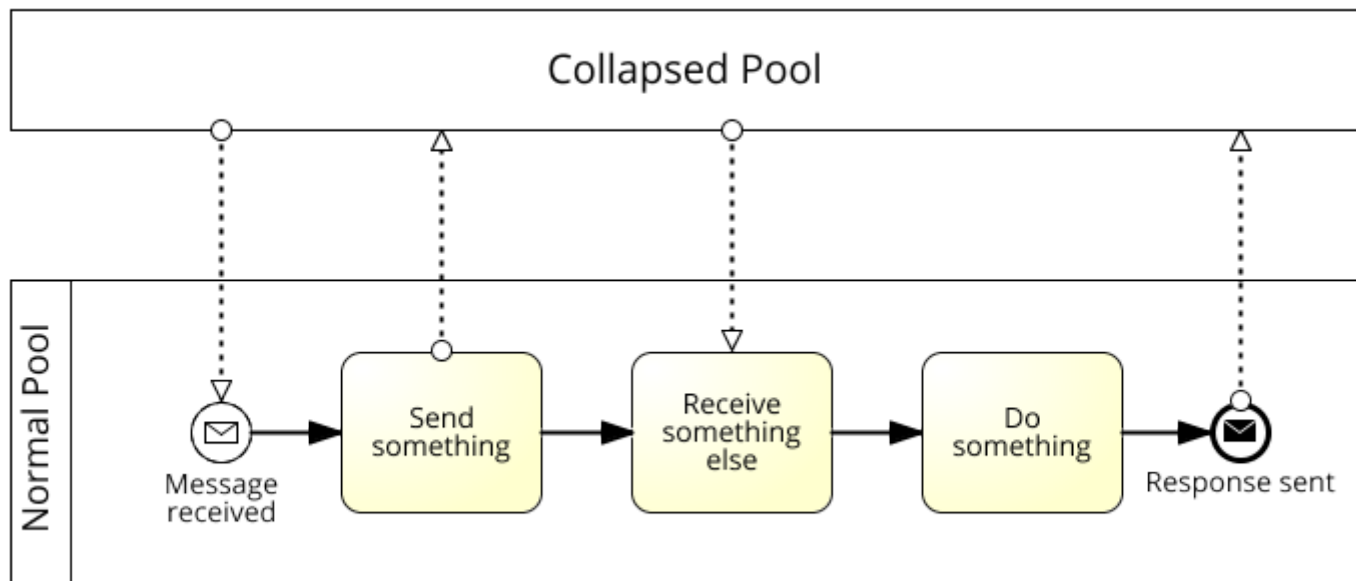 Collapsed Pool
Normal Pool
Message
received
Send
something
Receive
something
else
Do
something
Response sent